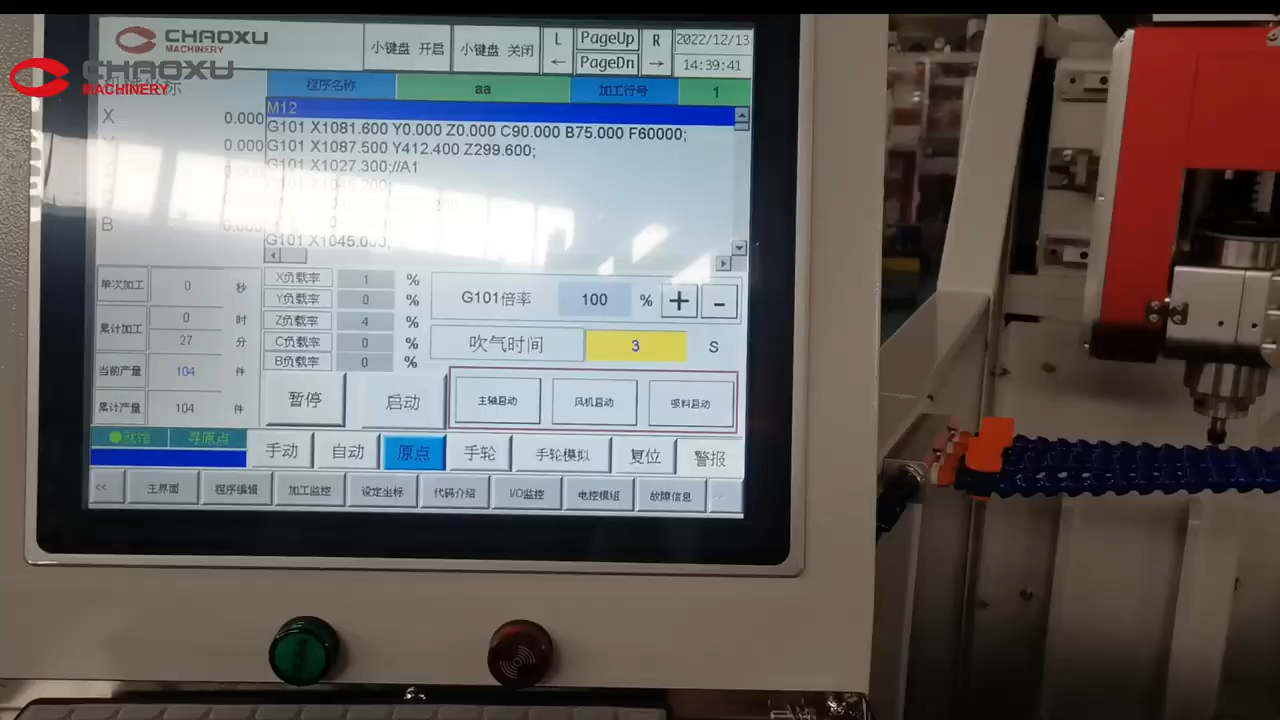 CHAOXU
MACHINERY
小键盘 开启
小键盘 关闭
L
←
PageUp
PageDn
R
→
2022/12/13
14:39:41
CHAOXU
MACHINERY
坐标
程序名称
aa
加工行号
1
X
0.000
Y
0.000
B
M12
G101 X1081.600 Y0.000 Z0.000 C90.000 B75.000 F60000;
G101 X1087.500 Y412.400 Z299.600;
G101 X1027.300;//A1
G101 X1045.000;
G101 X1045.000;
单次加工 0 秒
累计加工 0 时
27 分
当前产量 104 件
累计产量 104 件
X负载率 1 %
Y负载率 0 %
Z负载率 4 %
C负载率 0 %
B负载率 0 %
G101倍率 100 % + -
吹气时间 3 S
暂停
启动
主轴启动
风机启动
吸料启动
就绪
寻原点
手动
自动
原点
手轮
手轮模拟
复位
警报
<<
主界面
程序编辑
加工监控
设定坐标
代码介绍
I/O监控
电控模组
故障信息